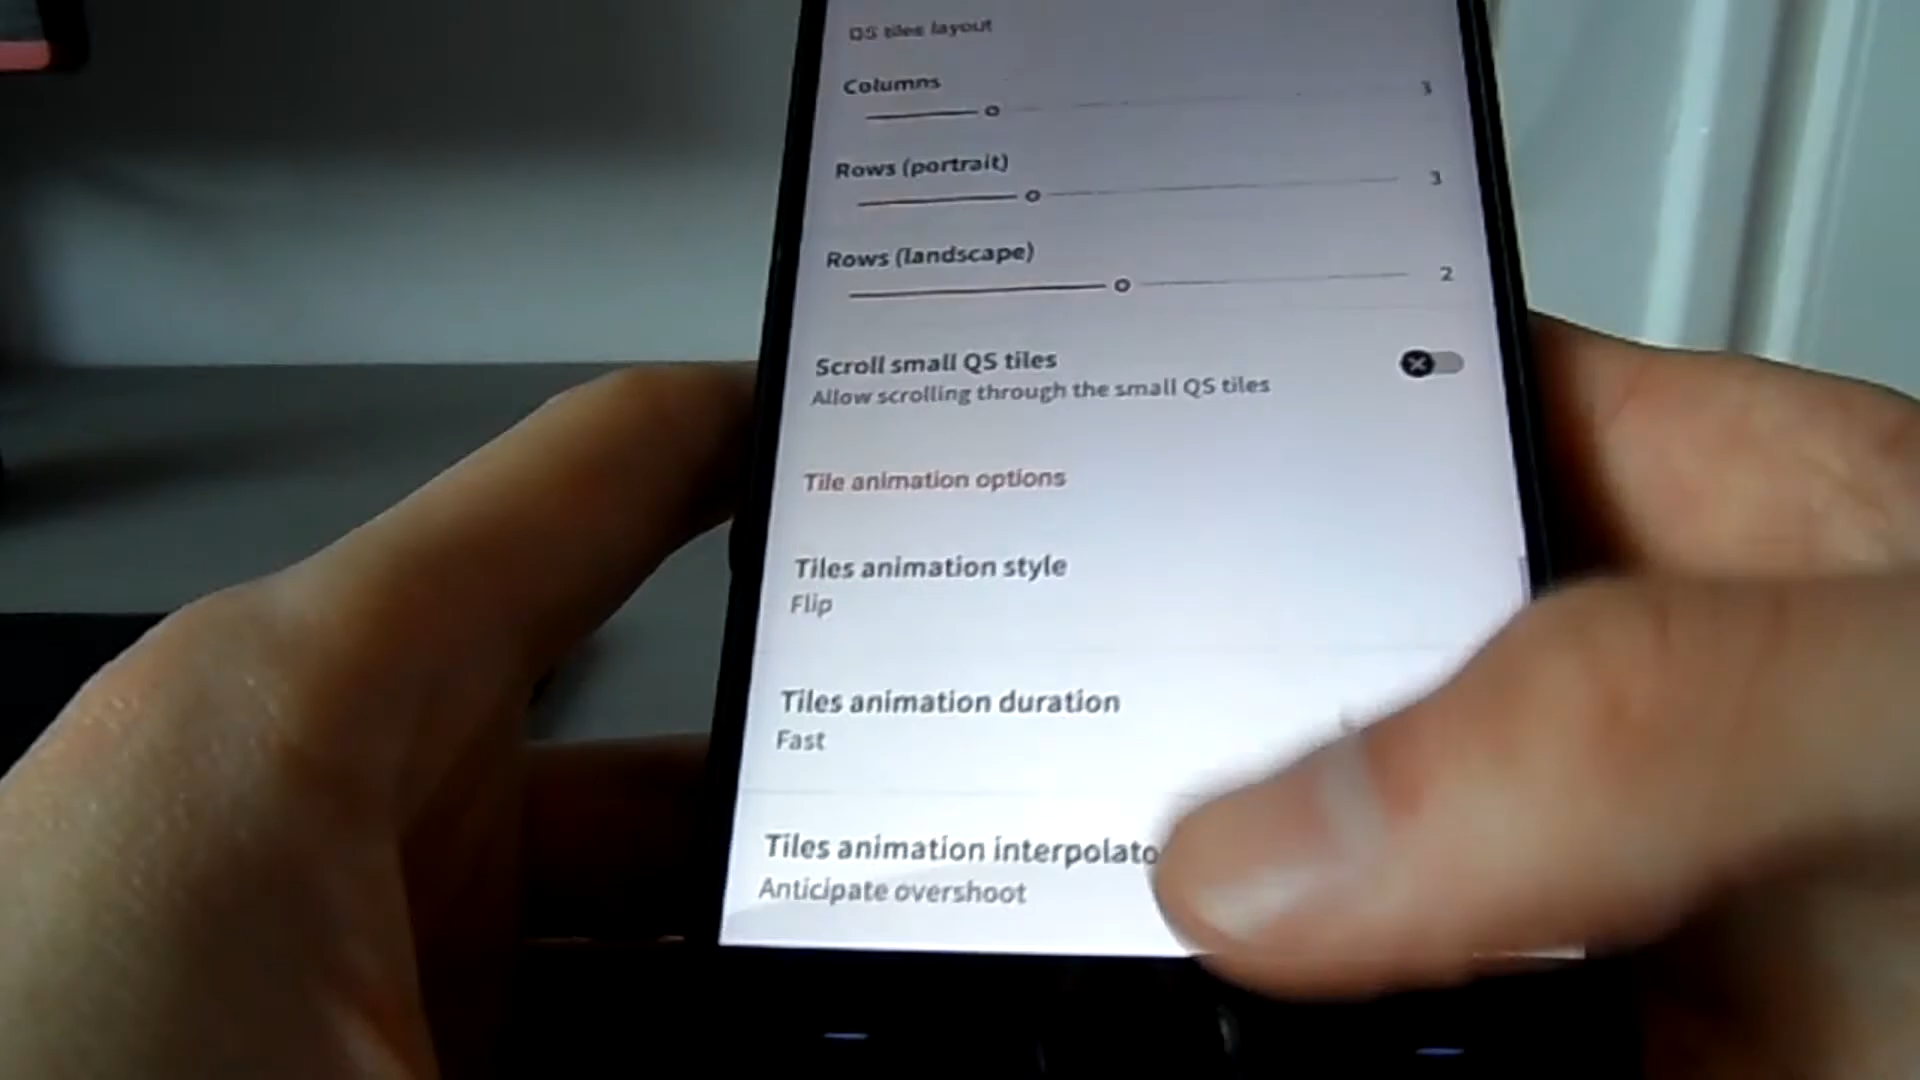 QS tiles layout
Columns
3
Rows (portrait)
3
Rows (landscape)
2
Scroll small QS tiles
Allow scrolling through the small QS tiles
Tile animation options
Tiles animation style
Flip
Tiles animation duration
Fast
Tiles animation interpolato
Anticipate overshoot